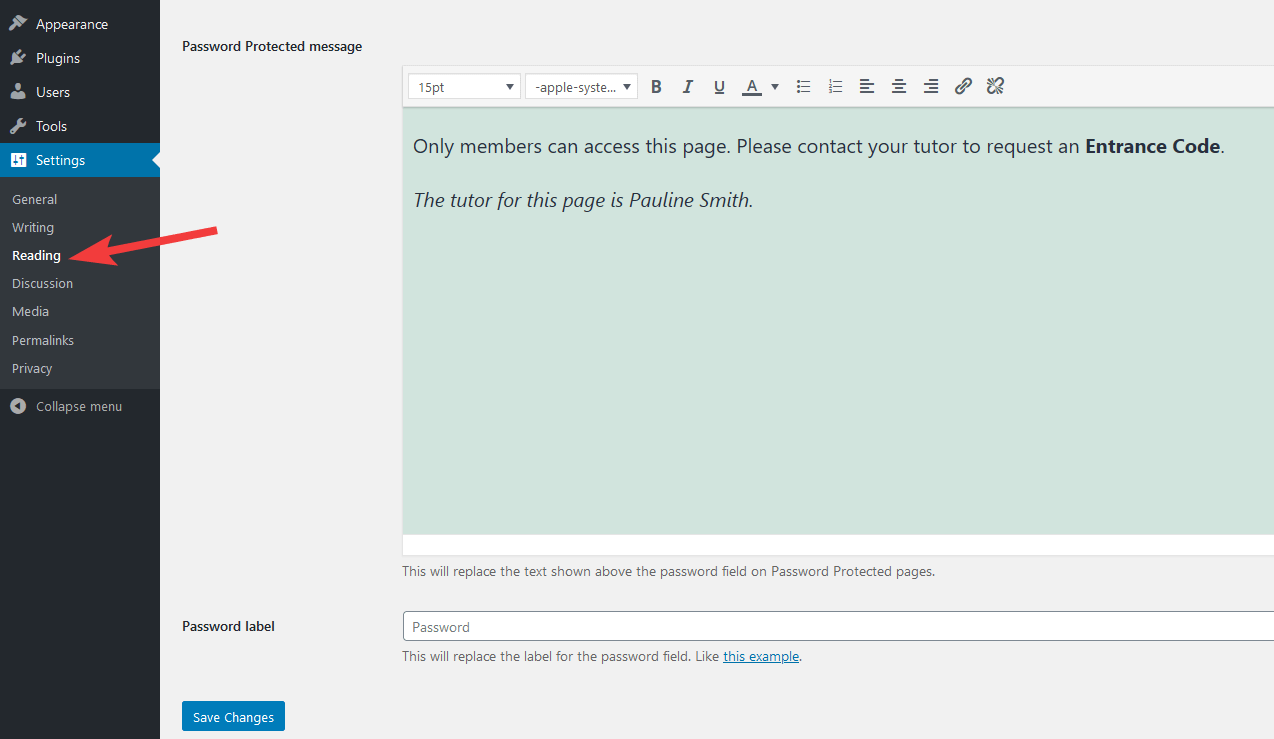 Appearance
Plugins
Users
Tools
Settings
General
Writing
Reading
Discussion
Media
Permalinks
Privacy
Collapse menu
Password Protected message
15pt -apple-syste... B I U A
Only members can access this page. Please contact your tutor to request an Entrance Code.
The tutor for this page is Pauline Smith.
This will replace the text shown above the password field on Password Protected pages.
Password label
Password
This will replace the label for the password field. Like this example.
Save Changes